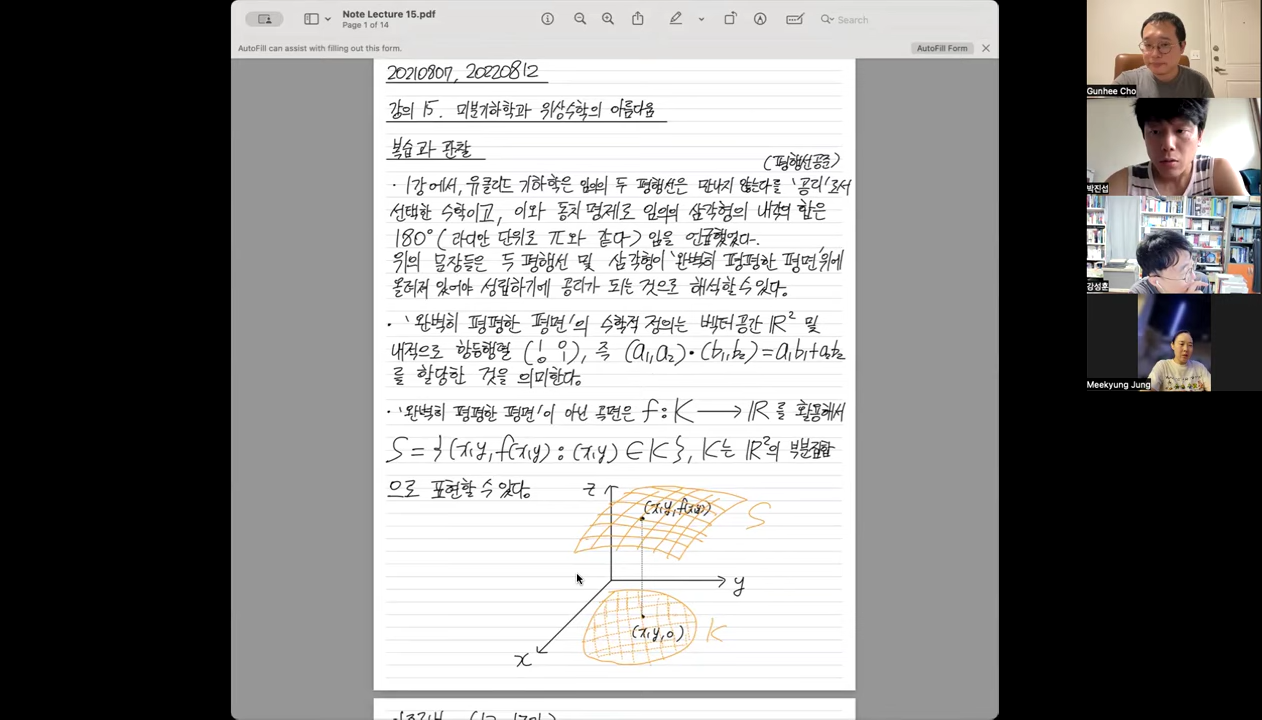 Note Lecture 15.pdf
Page 1 of 14
Search
AutoFill can assist with filling out this form.
AutoFill Form
20210807, 20220812
강의 15. 미분기하학과 위상수학의 아름다움
복습과 관찰
(평행선공준)
· 1강에서, 유클리드 기하학은 임의의 두 평행선은 만나지 않는다를 '공리'로서
선택한 수학이고, 이와 동치 명제로 임의의 삼각형의 내각의 합은
180° (라디안 단위로 π와 같다) 임을 언급했었다.
위의 문장들은 두 평행선 및 삼각형이 '완벽히 평평한 평면'위에
올려져 있어야 성립하기에 공리가 되는 것으로 해석할 수 있다.
· '완벽히 평평한 평면'의 수학적 정의는 벡터공간 ℝ² 및
내적으로 항등행렬 (1 0 0 1), 즉 (a₁,a₂)·(b₁,b₂)=a₁b₁+a₂b₂
를 할당한 것을 의미한다.
· '완벽히 평평한 평면'이 아닌 곡면은 f : K ⟶ ℝ 를 활용해서
S = {(x,y,f(x,y) : (x,y) ∈ K}, K는 ℝ²의 부분집합
으로 표현할 수 있다.
z
(x,y,f(x,y))
S
y
(x,y,0)
K
x
Gunhee Cho
박진섭
강성훈
Meekyung Jung